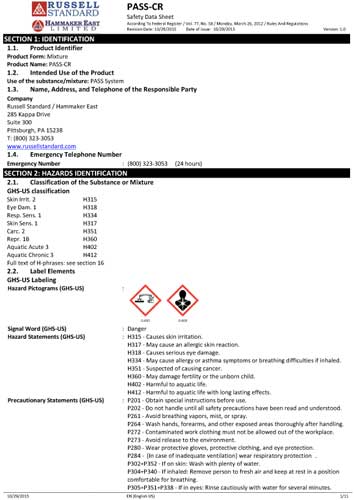 RUSSELL
STANDARD
HAMMAKER EAST
LIMITED
PASS-CR
Safety Data Sheet
According To Federal Register / Vol. 77, No. 58 / Monday, March 26, 2012 / Rules And Regulations
Revision Date: 10/29/2015 Date of issue: 10/29/2015 Version: 1.0
SECTION 1: IDENTIFICATION
1.1. Product Identifier
Product Form: Mixture
Product Name: PASS-CR
1.2. Intended Use of the Product
Use of the substance/mixture: PASS System
1.3. Name, Address, and Telephone of the Responsible Party
Company
Russell Standard / Hammaker East
285 Kappa Drive
Suite 300
Pittsburgh, PA 15238
T: (800) 323-3053
www.russellstandard.com
1.4. Emergency Telephone Number
Emergency Number : (800) 323-3053 (24 hours)
SECTION 2: HAZARDS IDENTIFICATION
2.1. Classification of the Substance or Mixture
GHS-US classification
Skin Irrit. 2 H315
Eye Dam. 1 H318
Resp. Sens. 1 H334
Skin Sens. 1 H317
Carc. 2 H351
Repr. 1B H360
Aquatic Acute 3 H402
Aquatic Chronic 3 H412
Full text of H-phrases: see section 16
2.2. Label Elements
GHS-US Labeling
Hazard Pictograms (GHS-US) :
Signal Word (GHS-US) : Danger
Hazard Statements (GHS-US) : H315 - Causes skin irritation.
H317 - May cause an allergic skin reaction.
H318 - Causes serious eye damage.
H334 - May cause allergy or asthma symptoms or breathing difficulties if inhaled.
H351 - Suspected of causing cancer.
H360 - May damage fertility or the unborn child.
H402 - Harmful to aquatic life.
H412 - Harmful to aquatic life with long lasting effects.
Precautionary Statements (GHS-US) : P201 - Obtain special instructions before use.
P202 - Do not handle until all safety precautions have been read and understood.
P261 - Avoid breathing vapors, mist, or spray.
P264 - Wash hands, forearms, and other exposed areas thoroughly after handling.
P272 - Contaminated work clothing must not be allowed out of the workplace.
P273 - Avoid release to the environment.
P280 - Wear protective gloves, protective clothing, and eye protection.
P284 - [In case of inadequate ventilation] wear respiratory protection .
P302+P352 - If on skin: Wash with plenty of water.
P304+P340 - If inhaled: Remove person to fresh air and keep at rest in a position
comfortable for breathing.
P305+P351+P338 - If in eyes: Rinse cautiously with water for several minutes.
10/29/2015 EN (English US) 1/11